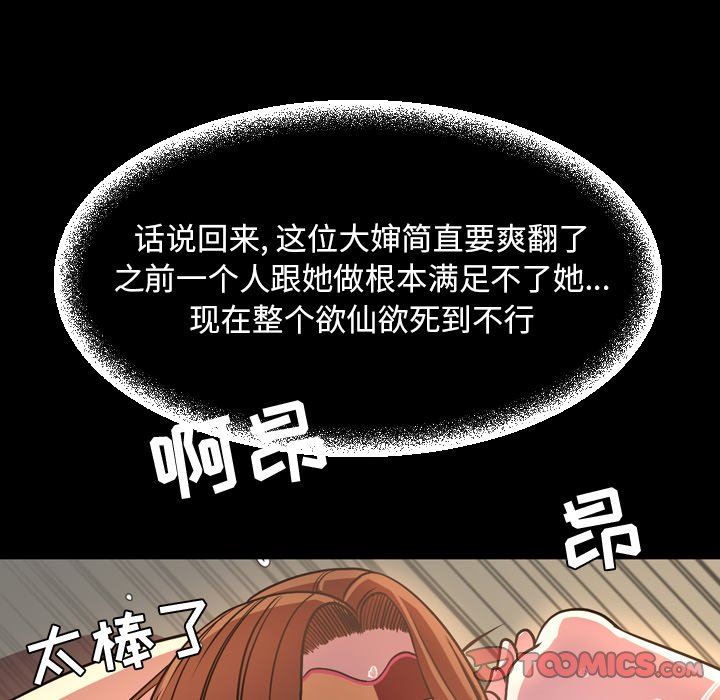 话说回来, 这位大婶简直要爽翻了
之前一个人跟她做根本满足不了她...
现在整个欲仙欲死到不行
啊昂
昂
太棒了
TOOMICS.COM